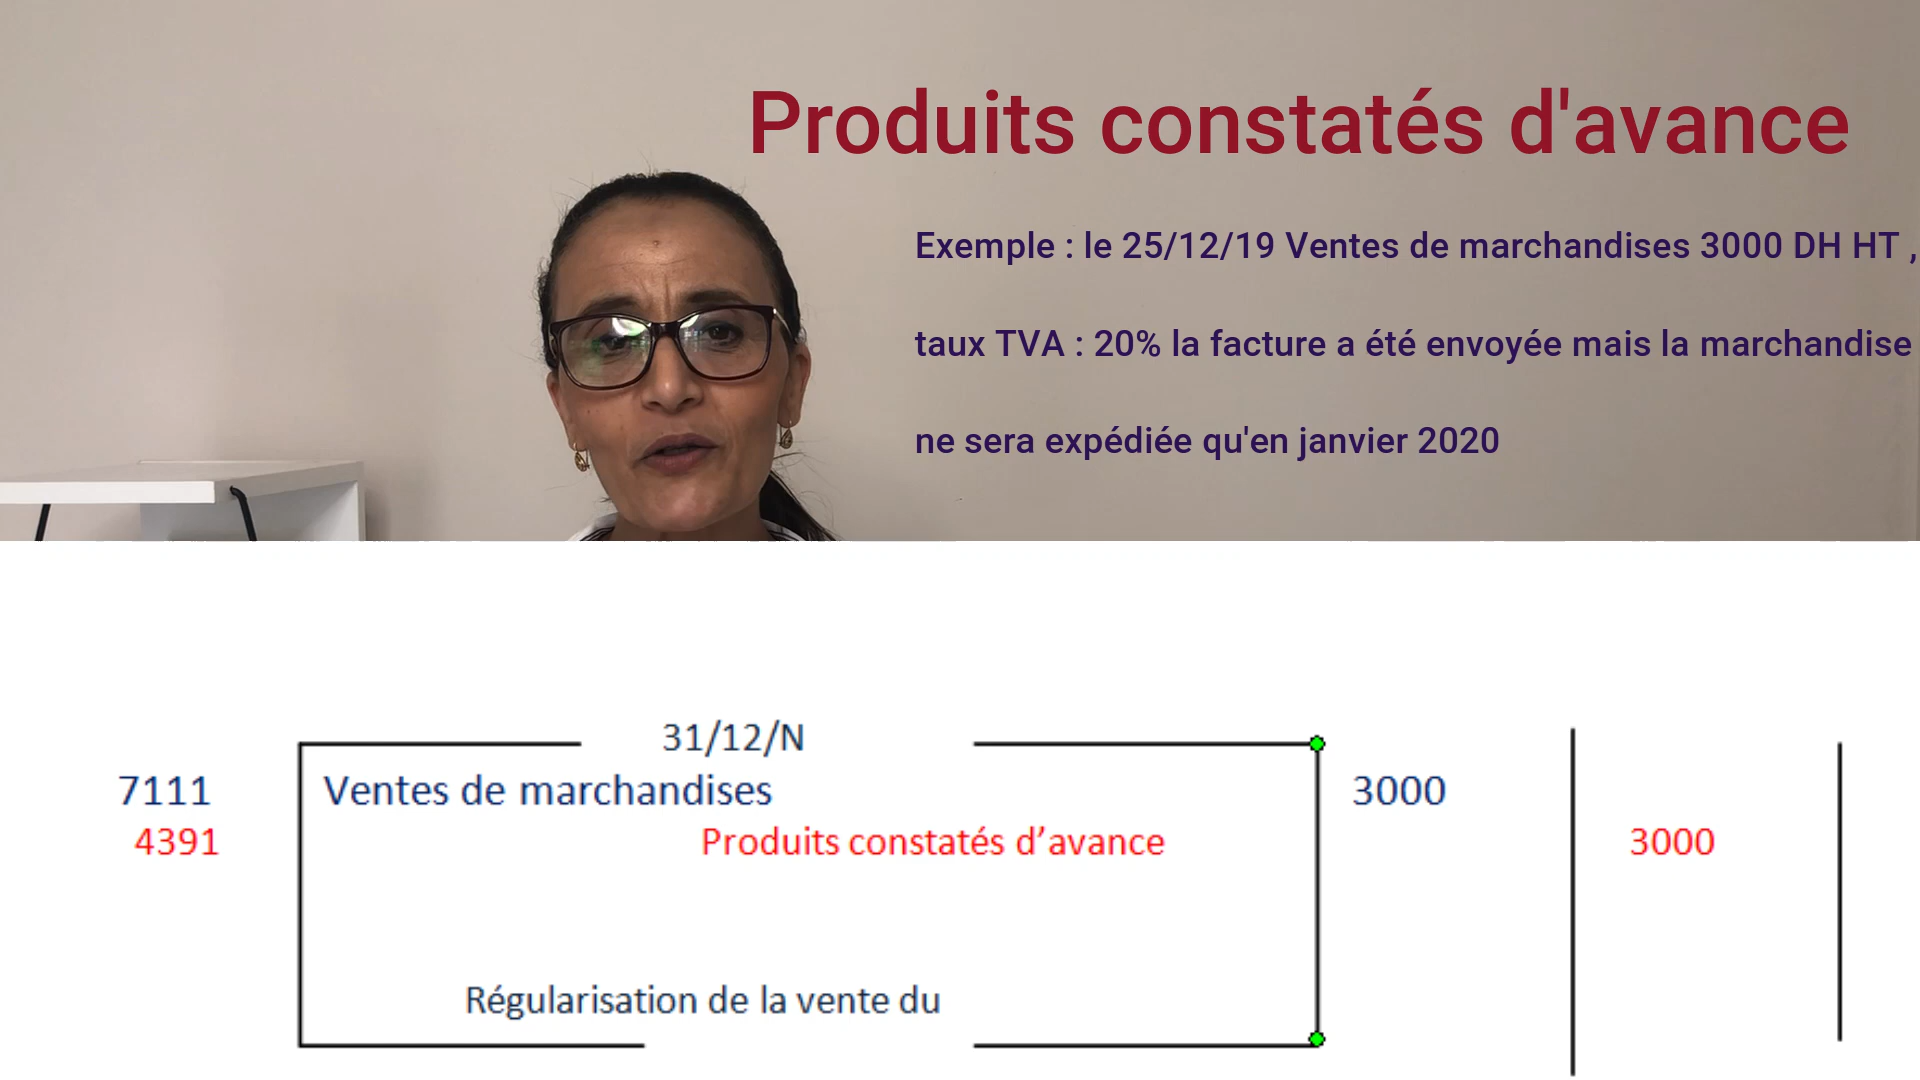 Produits constatés d'avance
Exemple : le 25/12/19 Ventes de marchandises 3000 DH HT ,
taux TVA : 20% la facture a été envoyée mais la marchandise
ne sera expédiée qu'en janvier 2020
31/12/N
7111 Ventes de marchandises 3000
4391 Produits constatés d’avance 3000
Régularisation de la vente du